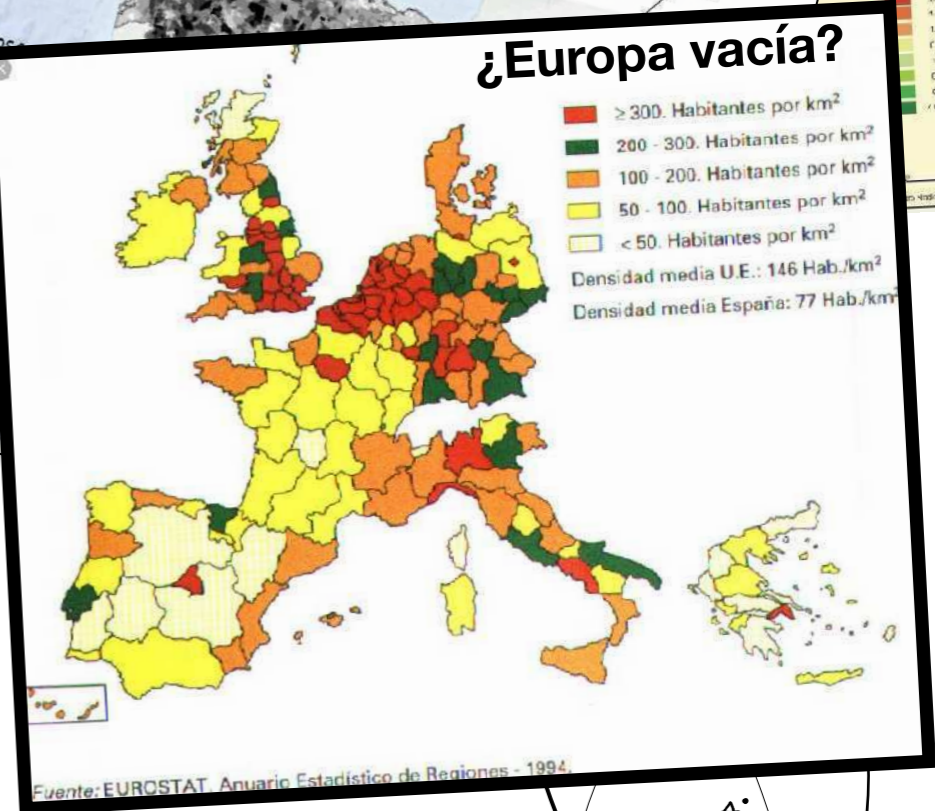 ¿Europa vacía?
≥ 300. Habitantes por km²
200 - 300. Habitantes por km²
100 - 200. Habitantes por km²
50 - 100. Habitantes por km²
< 50. Habitantes por km²
Densidad media U.E.: 146 Hab./km²
Densidad media España: 77 Hab./km²
Fuente: EUROSTAT. Anuario Estadístico de Regiones - 1994.